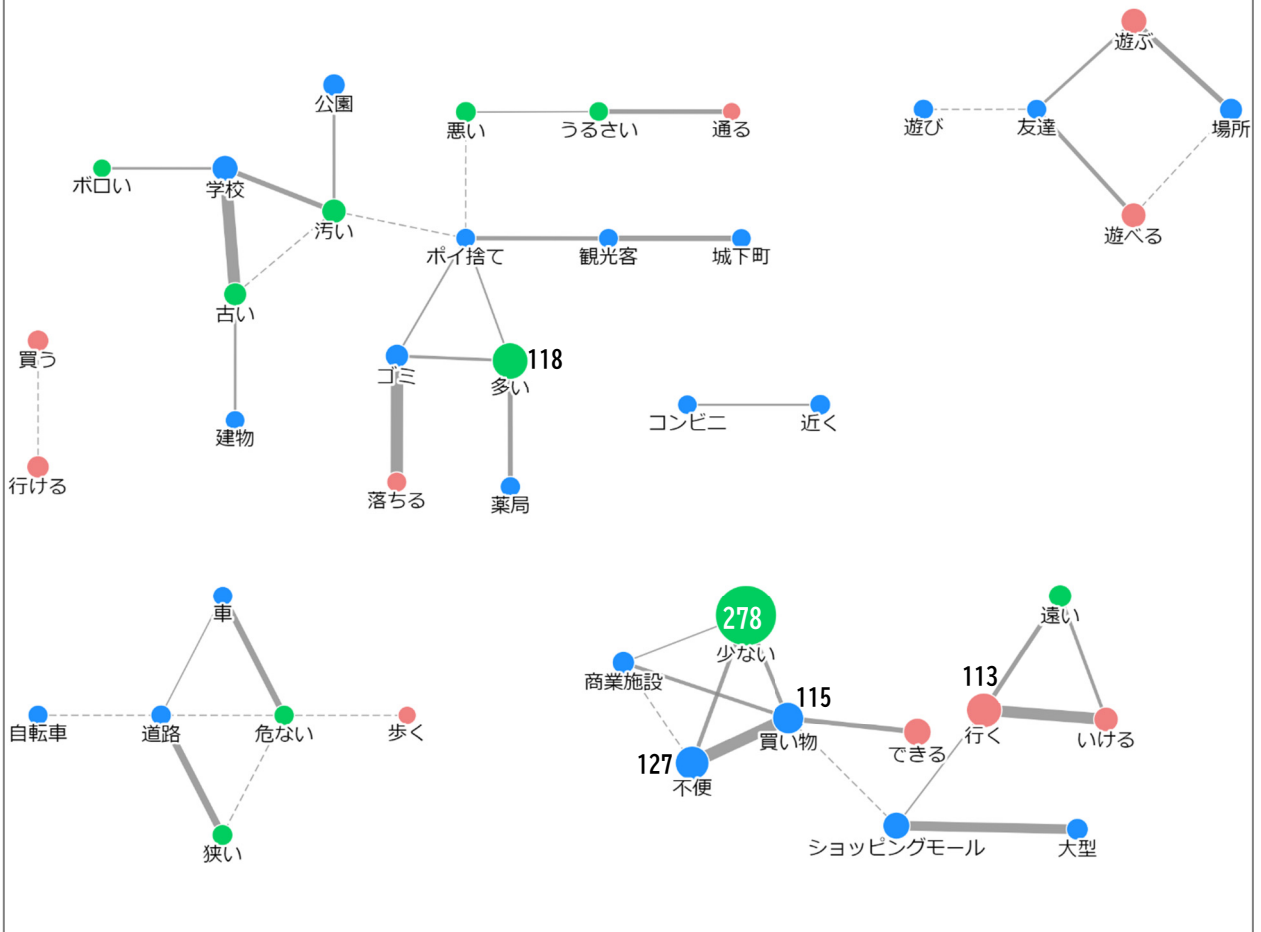 遊ぶ
公園
悪い
うるさい
通る
遊び
友達
場所
ボロい
学校
汚い
遊べる
ポイ捨て
観光客
城下町
古い
買う
118
ゴミ
多い
コンビニ
近く
建物
行ける
落ちる
薬局
車
278
遠い
少ない
商業施設
113
115
自転車
道路
危ない
歩く
買い物
できる
行く
いける
127
不便
狭い
ショッピングモール
大型